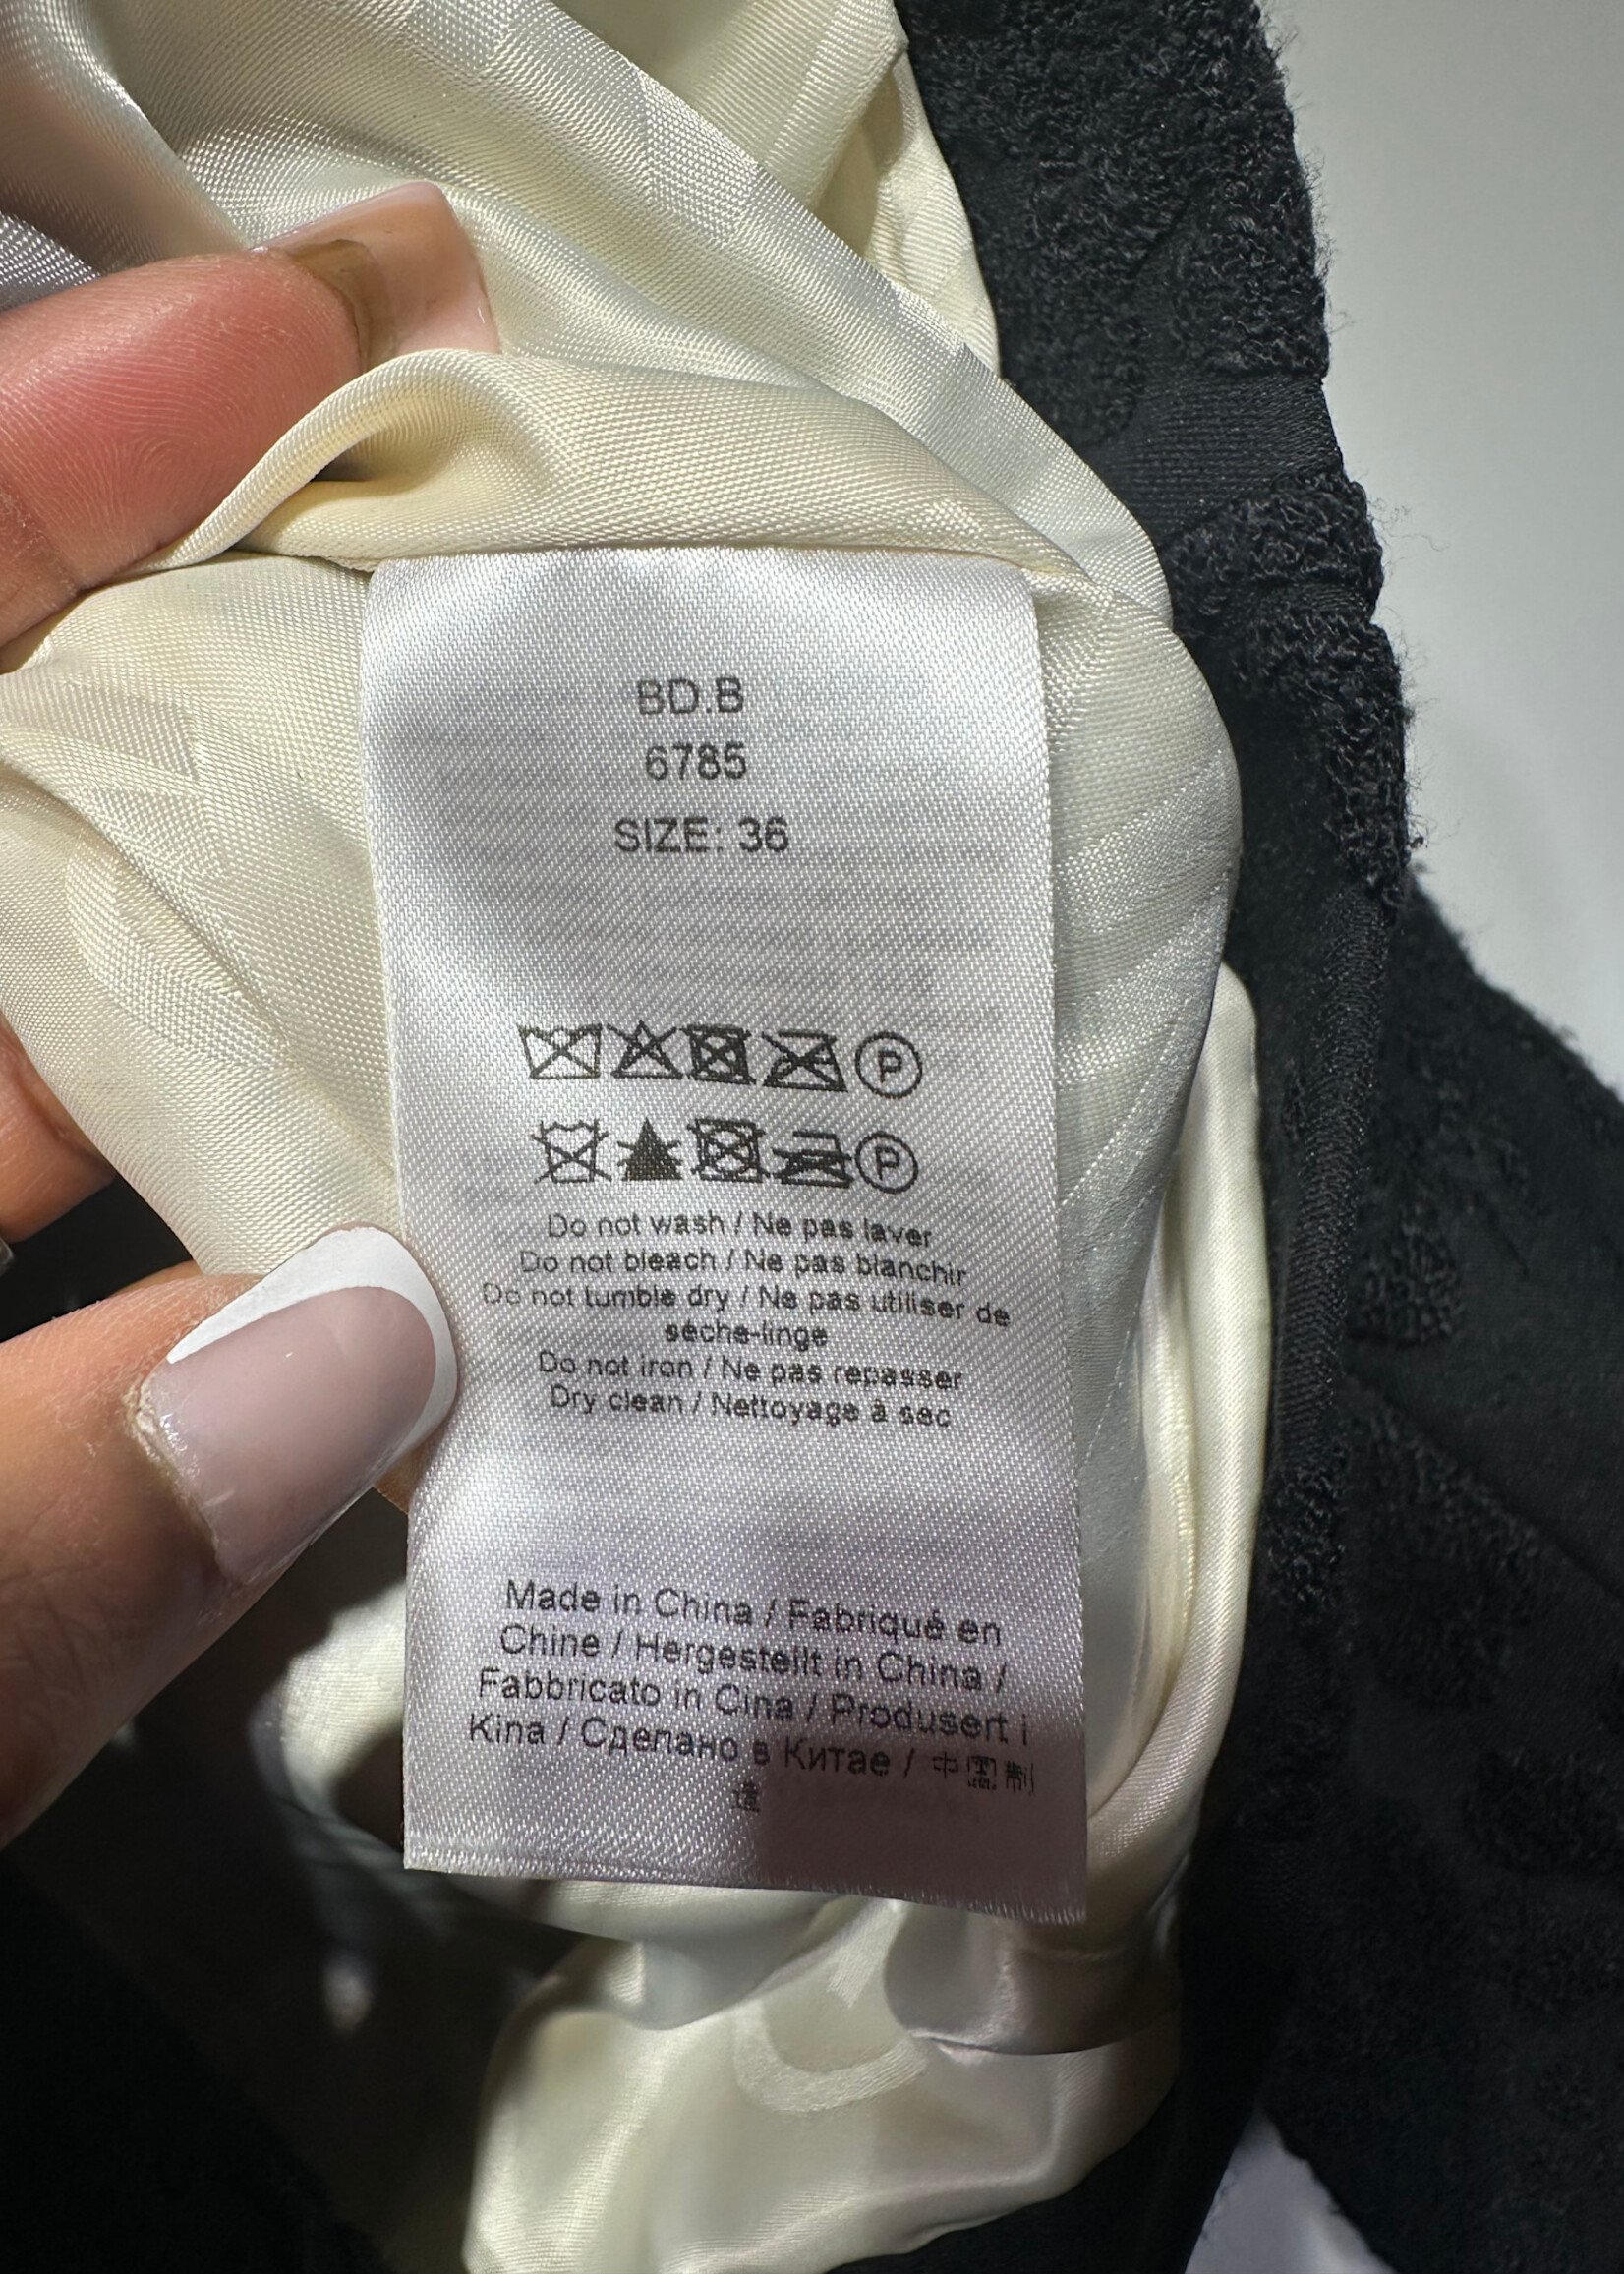 BD.B
6785
SIZE: 36
P
P
Do not wash / Ne pas laver
Do not bleach / Ne pas blanchir
Do not tumble dry / Ne pas utiliser de
sèche-linge
Do not iron / Ne pas repasser
Dry clean / Nettoyage à sec
Made in China / Fabriqué en
Chine / Hergestellt in China /
Fabbricato in Cina / Produsert i
Kina / Сделано в Китае / 中国制
造